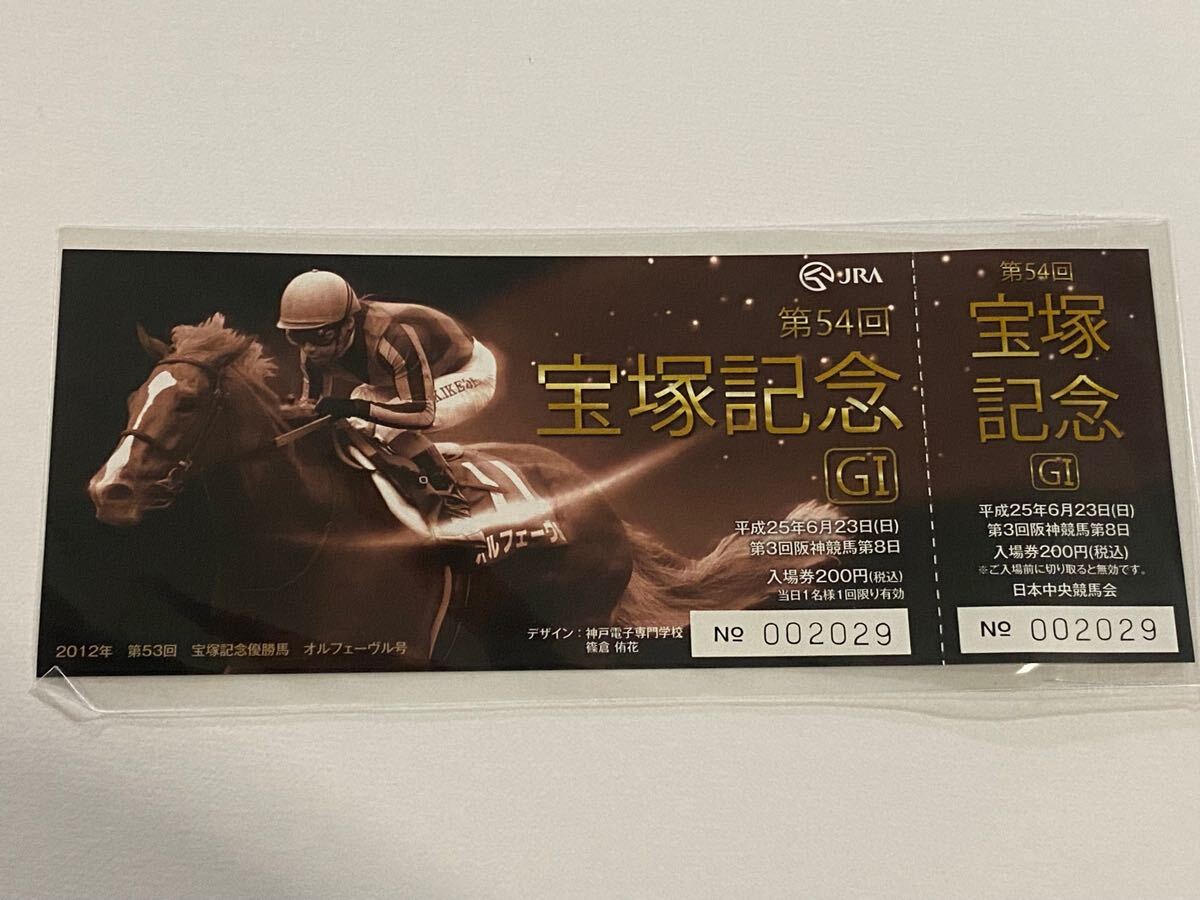 JRA
第54回
宝塚記念
GI
平成25年6月23日(日)
第3回阪神競馬第8日
入場券200円(税込)
当日1名様1回限り有効
デザイン：神戸電子専門学校
篠倉 侑花
№ 002029
2012年 第53回 宝塚記念優勝馬 オルフェーヴル号
K.IKE
オルフェーヴ
第54回
宝塚
記念
GI
平成25年6月23日(日)
第3回阪神競馬第8日
入場券200円(税込)
※ご入場前に切り取ると無効です。
日本中央競馬会
№ 002029